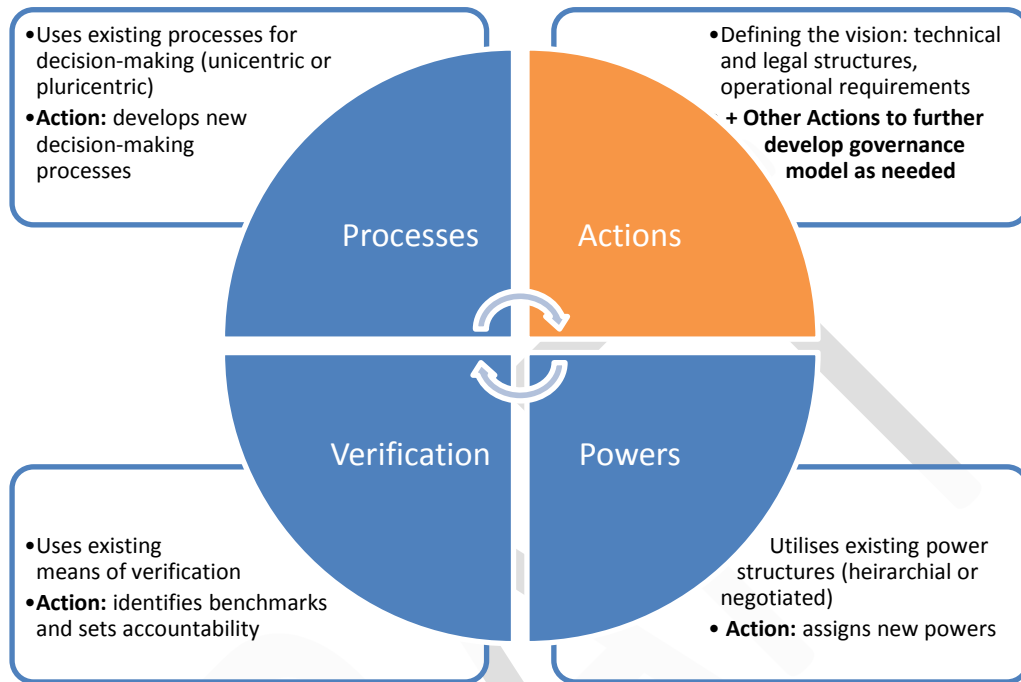 •Uses existing processes for
decision-making (unicentric or
pluricentric)
•Action: develops new
decision-making
processes
•Defining the vision: technical
and legal structures,
operational requirements
+ Other Actions to further
develop governance
model as needed
Processes
Actions
Verification
Powers
•Uses existing
means of verification
•Action: identifies benchmarks
and sets accountability
Utilises existing power
structures (heirarchial or
negotiated)
• Action: assigns new powers